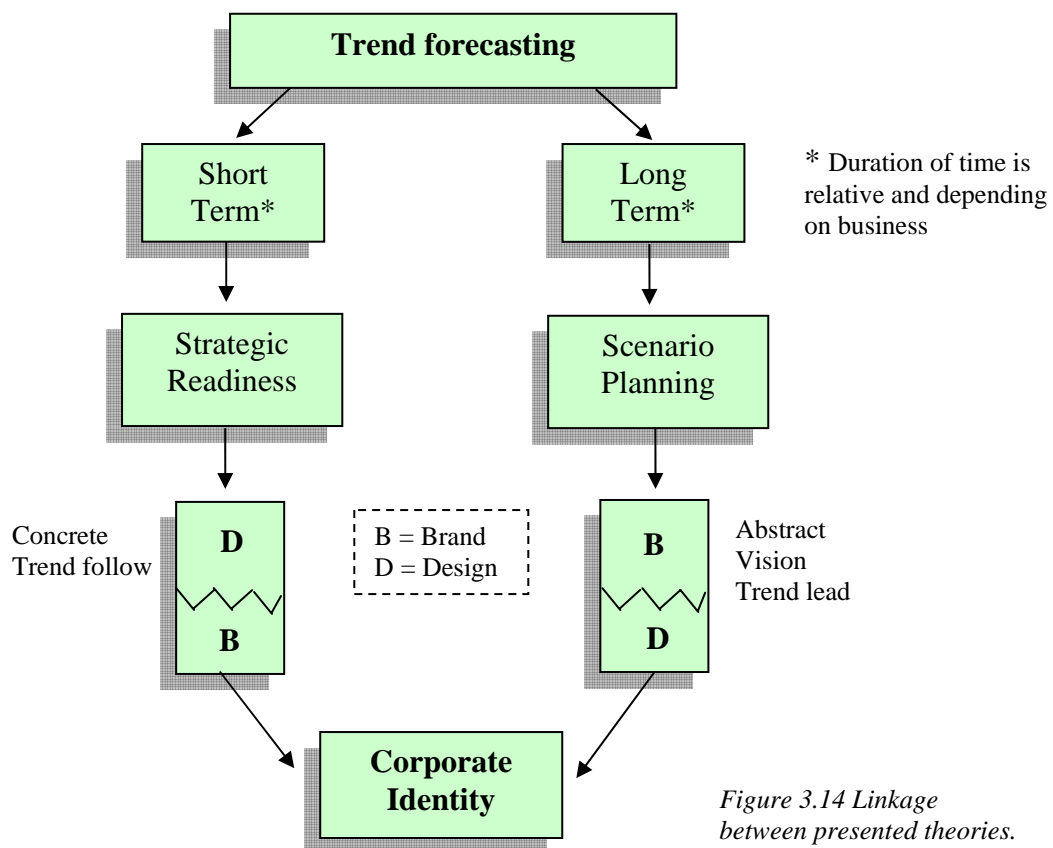 Trend forecasting
Short
Term*
Long
Term*
* Duration of time is
relative and depending
on business
Strategic
Readiness
Scenario
Planning
Concrete
Trend follow
D
B
B = Brand
D = Design
B
D
Abstract
Vision
Trend lead
Corporate
Identity
Figure 3.14 Linkage
between presented theories.